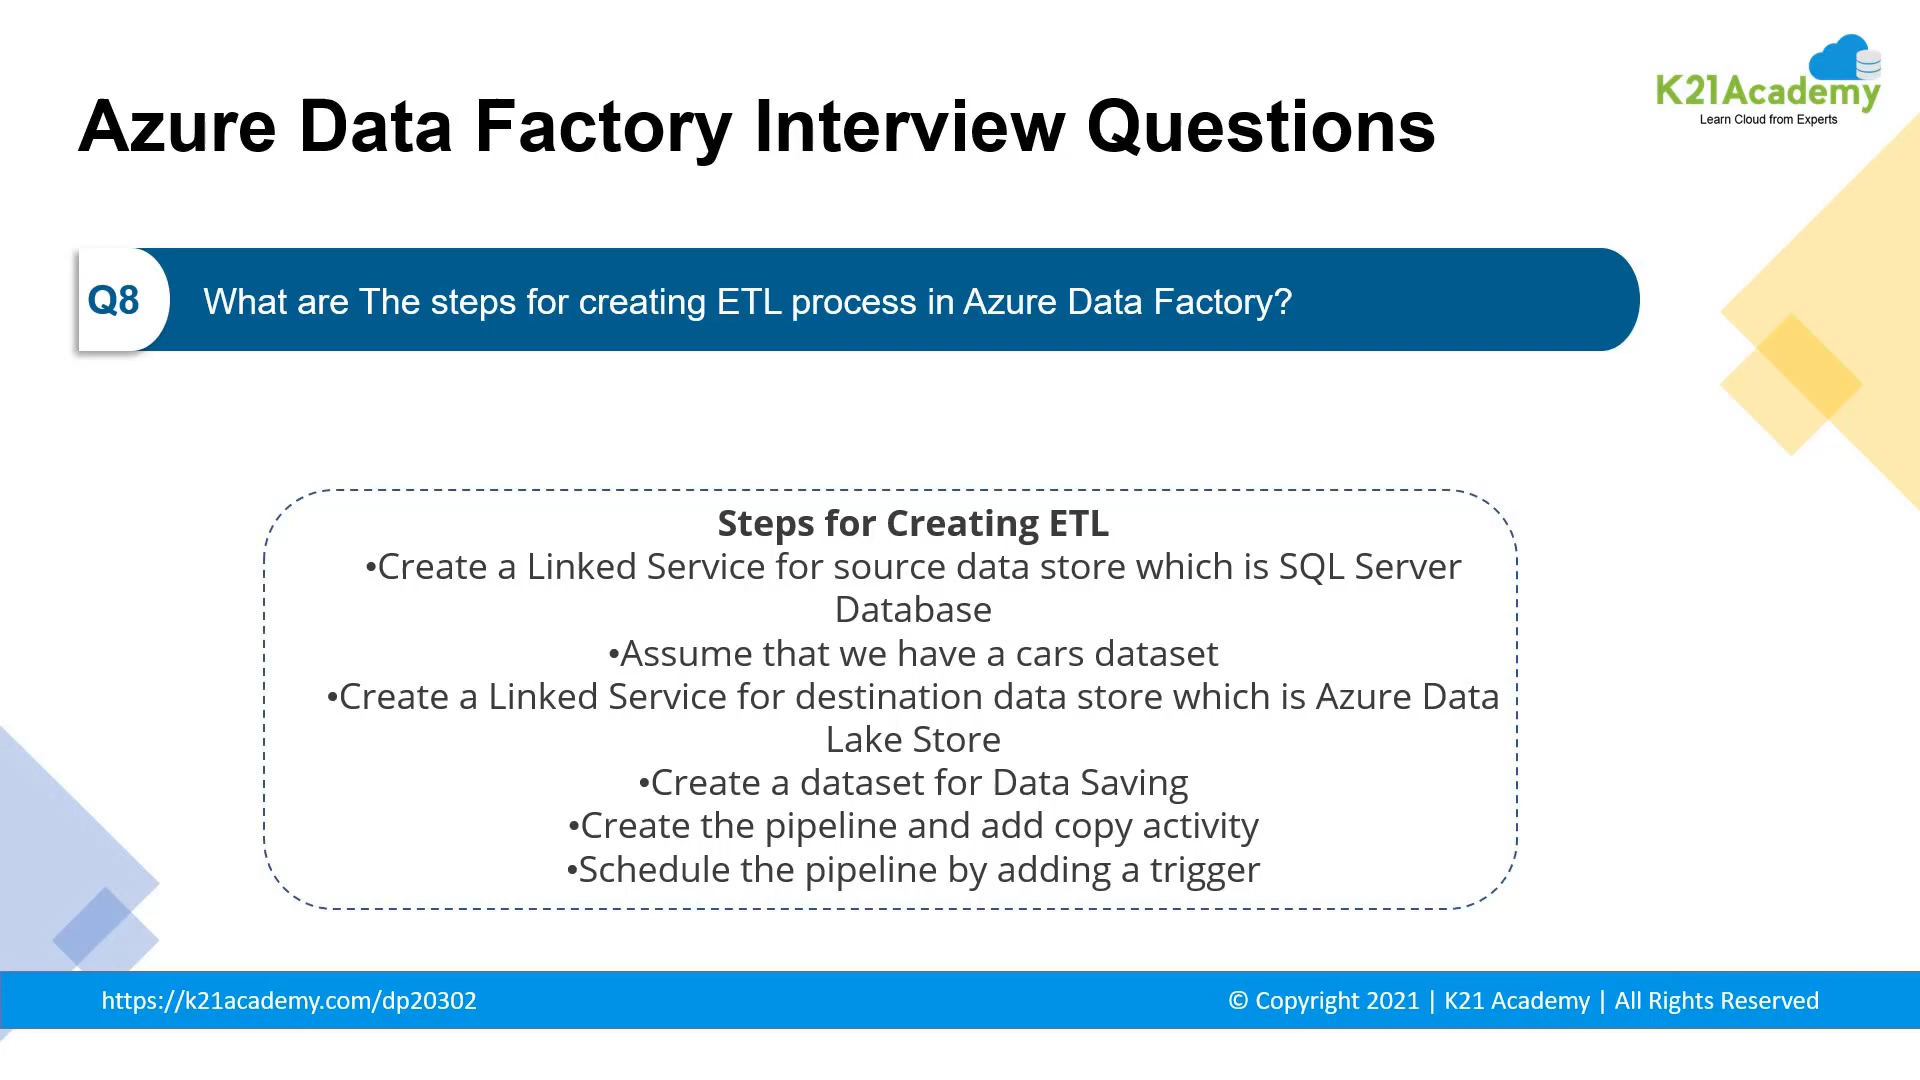 K21Academy
Learn Cloud from Experts
Azure Data Factory Interview Questions
Q8
What are The steps for creating ETL process in Azure Data Factory?
Steps for Creating ETL
•Create a Linked Service for source data store which is SQL Server
Database
•Assume that we have a cars dataset
•Create a Linked Service for destination data store which is Azure Data
Lake Store
•Create a dataset for Data Saving
•Create the pipeline and add copy activity
•Schedule the pipeline by adding a trigger
https://k21academy.com/dp20302
© Copyright 2021 | K21 Academy | All Rights Reserved